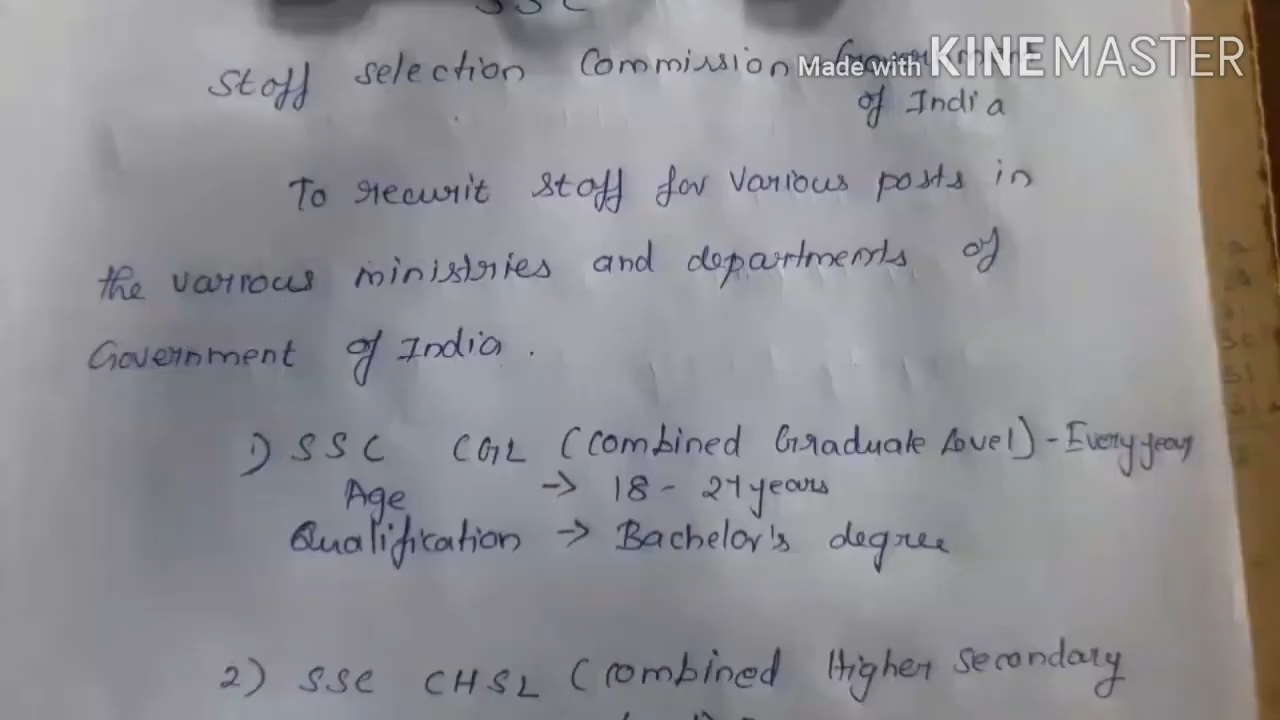 SSC
Staff selection Commission
of India
Made with KINEMASTER
To recurit staff for various posts in
the various ministries and departments of
Government of India.
1) SSC CGL (Combined Graduate Level) - Every year
Age → 18 - 27 years
Qualification → Bachelor's degree
2) SSC CHSL (Combined Higher Secondary